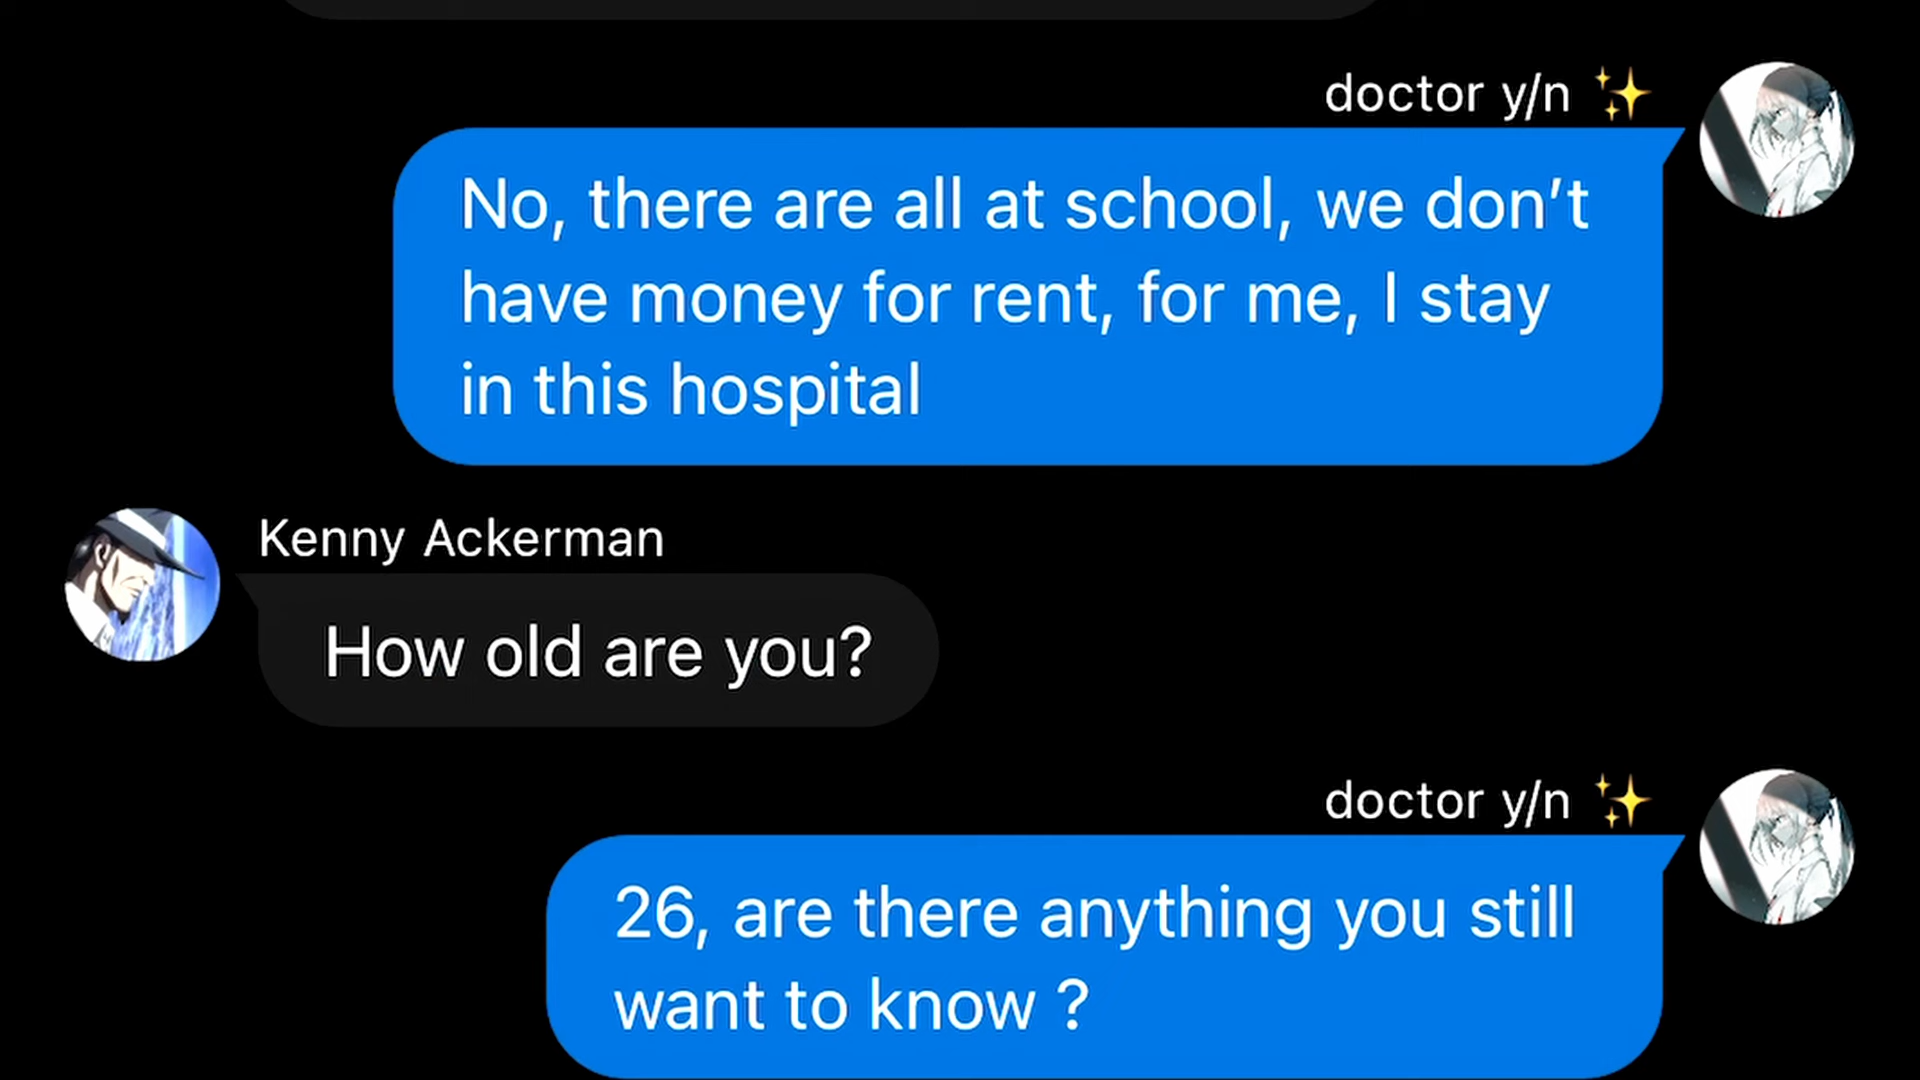 doctor y/n ✨
No, there are all at school, we don’t
have money for rent, for me, I stay
in this hospital
Kenny Ackerman
How old are you?
doctor y/n ✨
26, are there anything you still
want to know ?